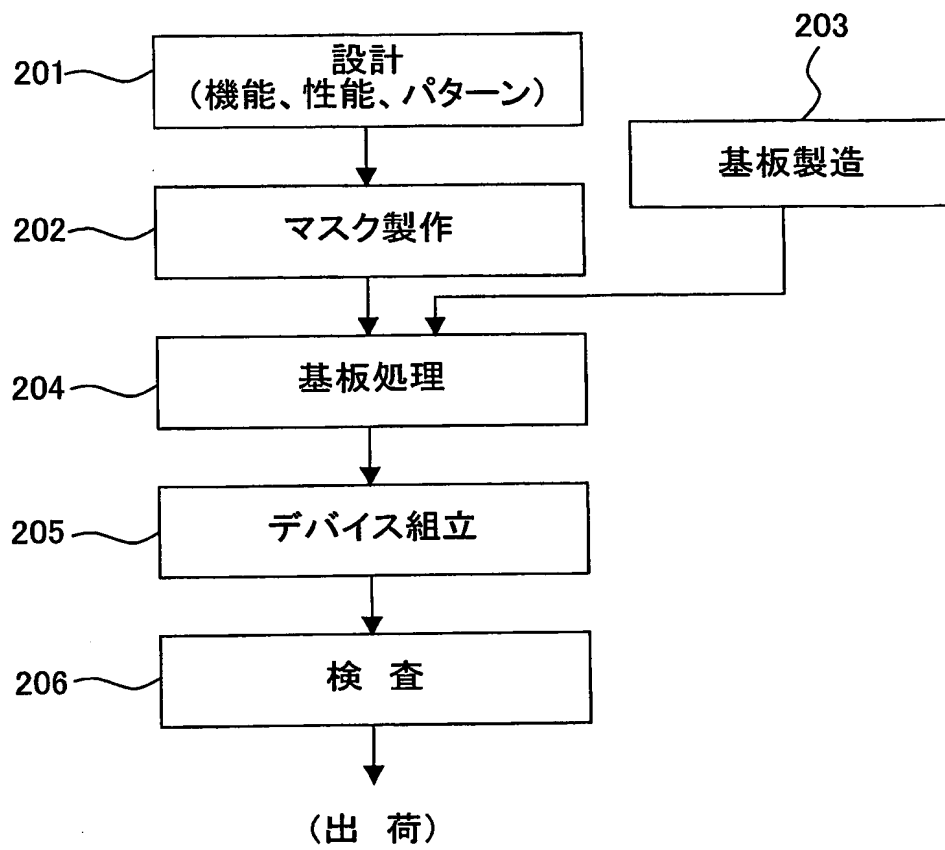 203
201
設計
(機能、性能、パターン)
基板製造
202
マスク製作
204
基板処理
205
デバイス組立
206
検 査
(出 荷)